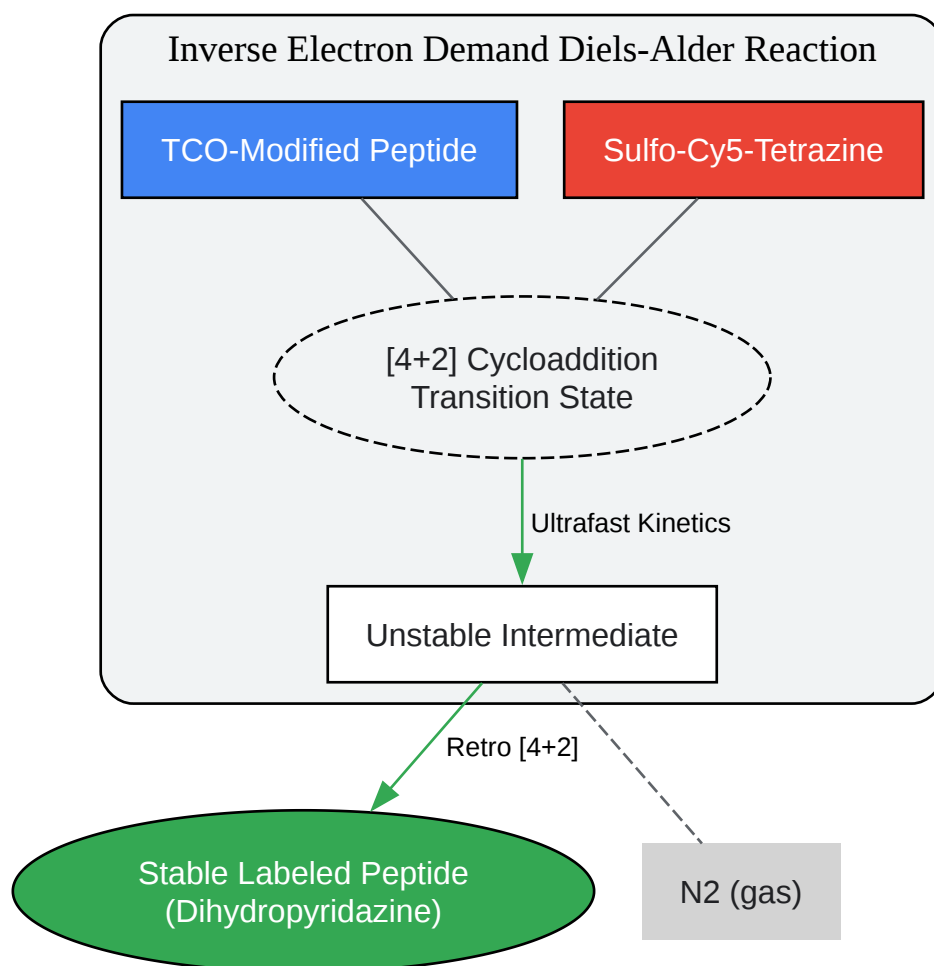 Inverse Electron Demand Diels-Alder Reaction
TCO-Modified Peptide
Sulfo-Cy5-Tetrazine
[4+2] Cycloaddition
Transition State
Ultrafast Kinetics
Unstable Intermediate
Retro [4+2]
Stable Labeled Peptide
(Dihydropyridazine)
N2 (gas)